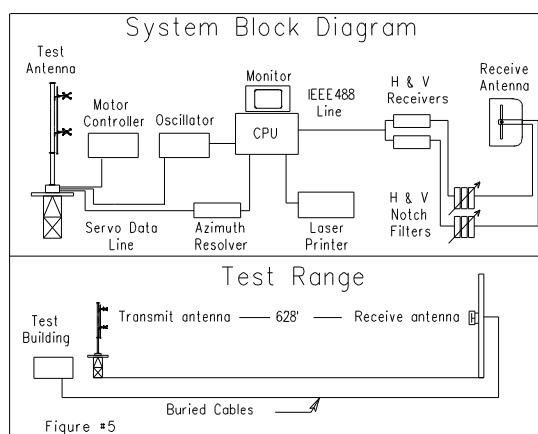 System Block Diagram
Test
Antenna
Motor
Controller
Oscillator
Monitor
CPU
IEEE488
Line
H & V
Receivers
Receive
Antenna
H & V
Notch
Filters
Servo Data
Line
Azimuth
Resolver
Laser
Printer
Test Range
Test
Building
Transmit antenna
628'
Receive antenna
Buried Cables
Figure #5